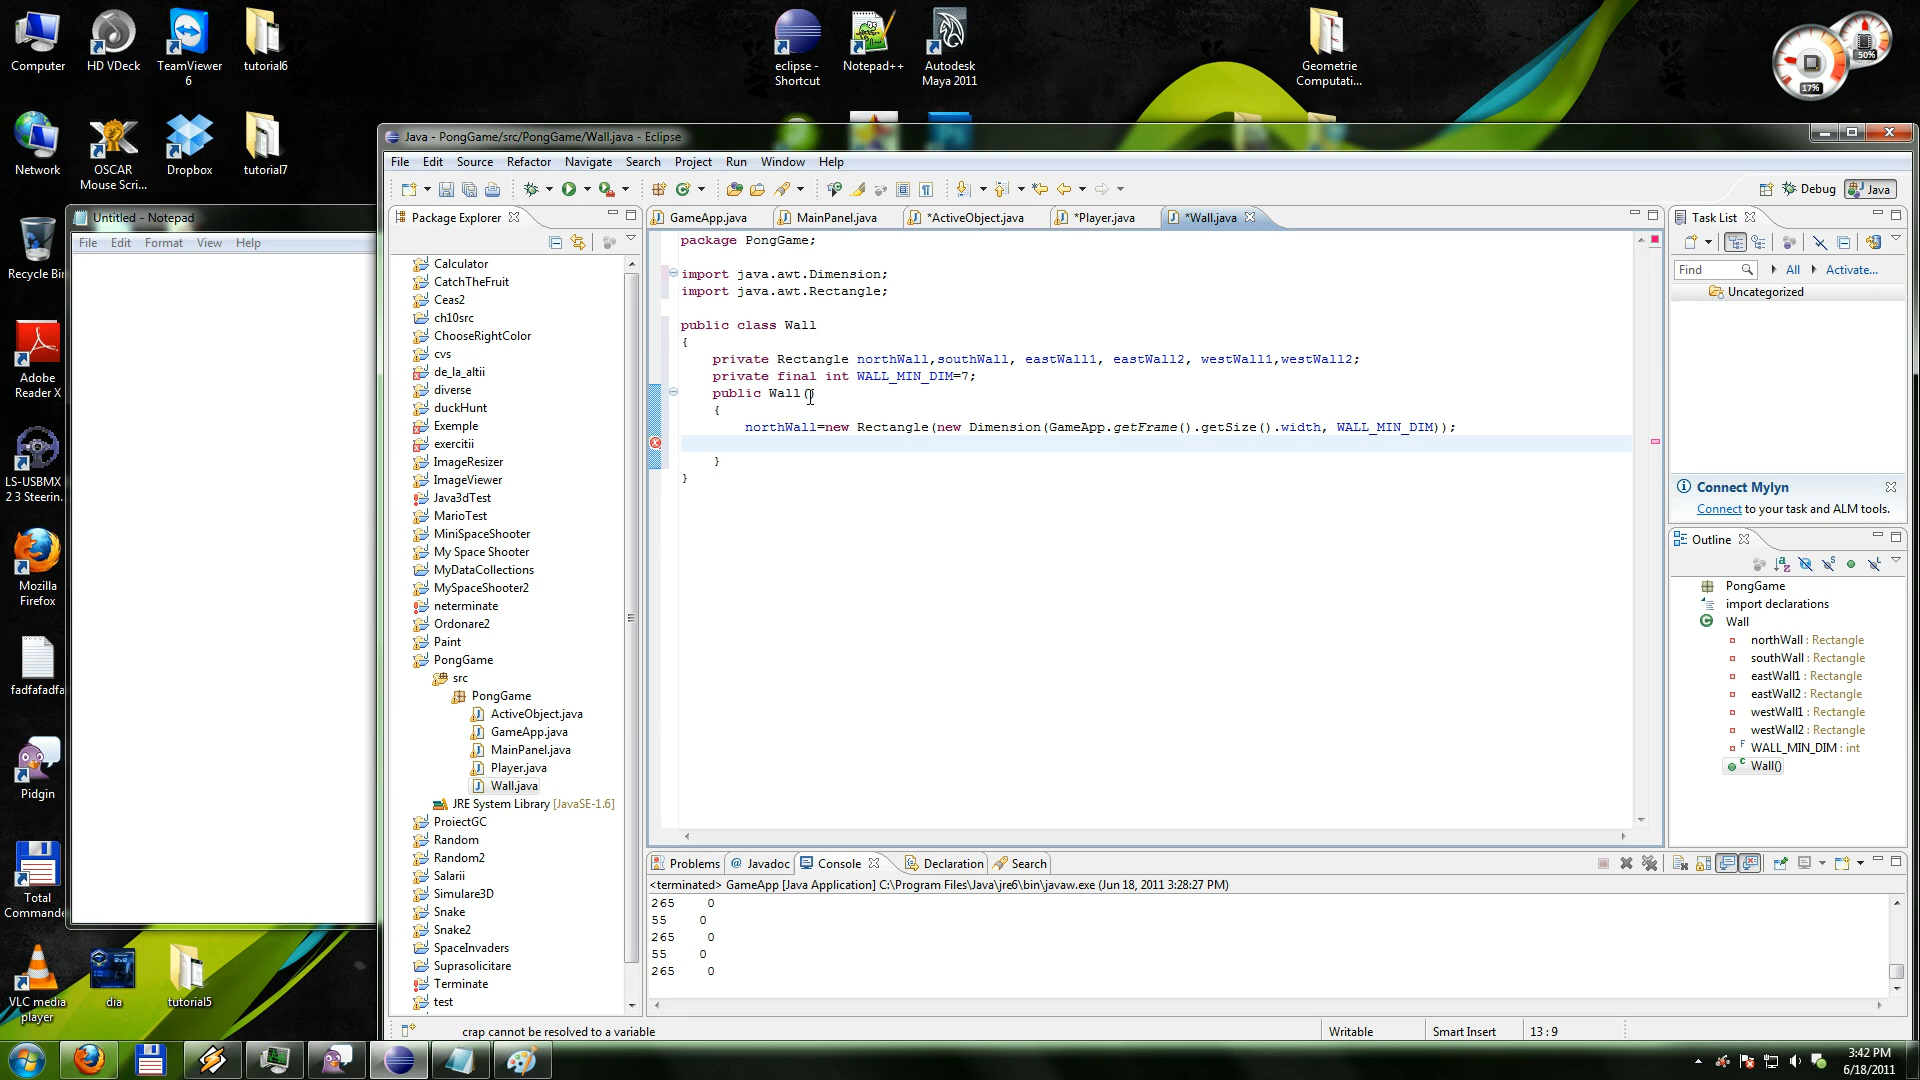 Computer
HD VDeck
TeamViewer 6
tutorial6
eclipse - Shortcut
Notepad++
Autodesk Maya 2011
Geometrie Computati...
50%
17%
Network
OSCAR Mouse Scri...
Dropbox
tutorial7
Recycle Bin
Adobe Reader X
LS-USBMX 2 3 Steerin.
Mozilla Firefox
fadfafadfa
Pidgin
Total Commande
VLC media player
dia
tutorial5
Untitled - Notepad
File Edit Format View Help
Java - PongGame/src/PongGame/Wall.java - Eclipse
File Edit Source Refactor Navigate Search Project Run Window Help
Debug Java
Package Explorer
Calculator
CatchTheFruit
Ceas2
ch10src
ChooseRightColor
cvs
de_la_altii
diverse
duckHunt
Exemple
exercitii
ImageResizer
ImageViewer
Java3dTest
MarioTest
MiniSpaceShooter
My Space Shooter
MyDataCollections
MySpaceShooter2
neterminate
Ordonare2
Paint
PongGame
src
PongGame
ActiveObject.java
GameApp.java
MainPanel.java
Player.java
Wall.java
JRE System Library [JavaSE-1.6]
ProiectGC
Random
Random2
Salarii
Simulare3D
Snake
Snake2
SpaceInvaders
Suprasolicitare
Terminate
test
GameApp.java MainPanel.java *ActiveObject.java *Player.java *Wall.java
package PongGame;
import java.awt.Dimension;
import java.awt.Rectangle;
public class Wall
{
private Rectangle northWall,southWall, eastWall1, eastWall2, westWall1,westWall2;
private final int WALL_MIN_DIM=7;
public Wall()
{
northWall=new Rectangle(new Dimension(GameApp.getFrame().getSize().width, WALL_MIN_DIM));
}
}
Task List
Find All Activate...
Uncategorized
Connect Mylyn
Connect to your task and ALM tools.
Outline
PongGame
import declarations
Wall
northWall : Rectangle
southWall : Rectangle
eastWall1 : Rectangle
eastWall2 : Rectangle
westWall1 : Rectangle
westWall2 : Rectangle
WALL_MIN_DIM : int
Wall()
Problems Javadoc Console Declaration Search
<terminated> GameApp [Java Application] C:\Program Files\Java\jre6\bin\javaw.exe (Jun 18, 2011 3:28:27 PM)
265 0
55 0
265 0
55 0
265 0
crap cannot be resolved to a variable
Writable Smart Insert 13 : 9
3:42 PM
6/18/2011